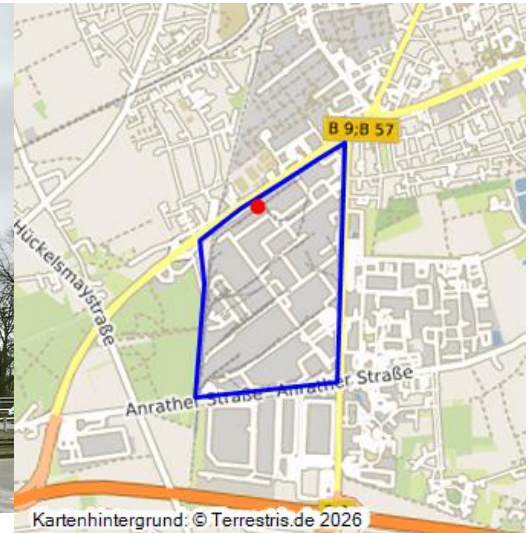 B 9;B 57
Hückelsmaystraße
Anrather Straße Anrather Straße
Kartenhintergrund: © Terrestris.de 2026